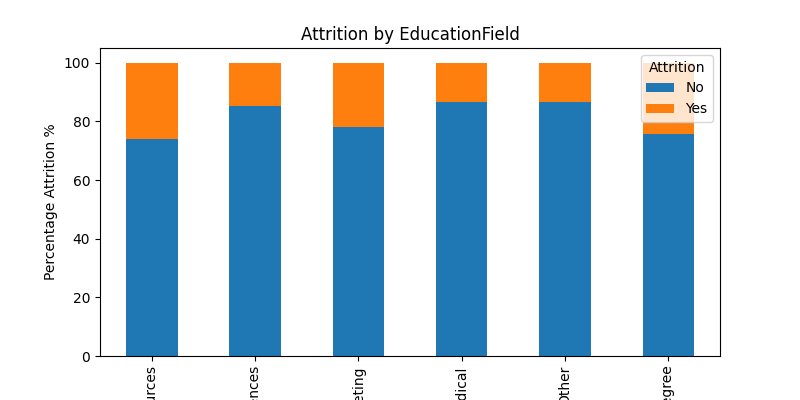 Attrition by EducationField
Percentage Attrition %
100
80
60
40
20
0
Attrition
No
Yes
urces
ences
eting
dical
Other
egree